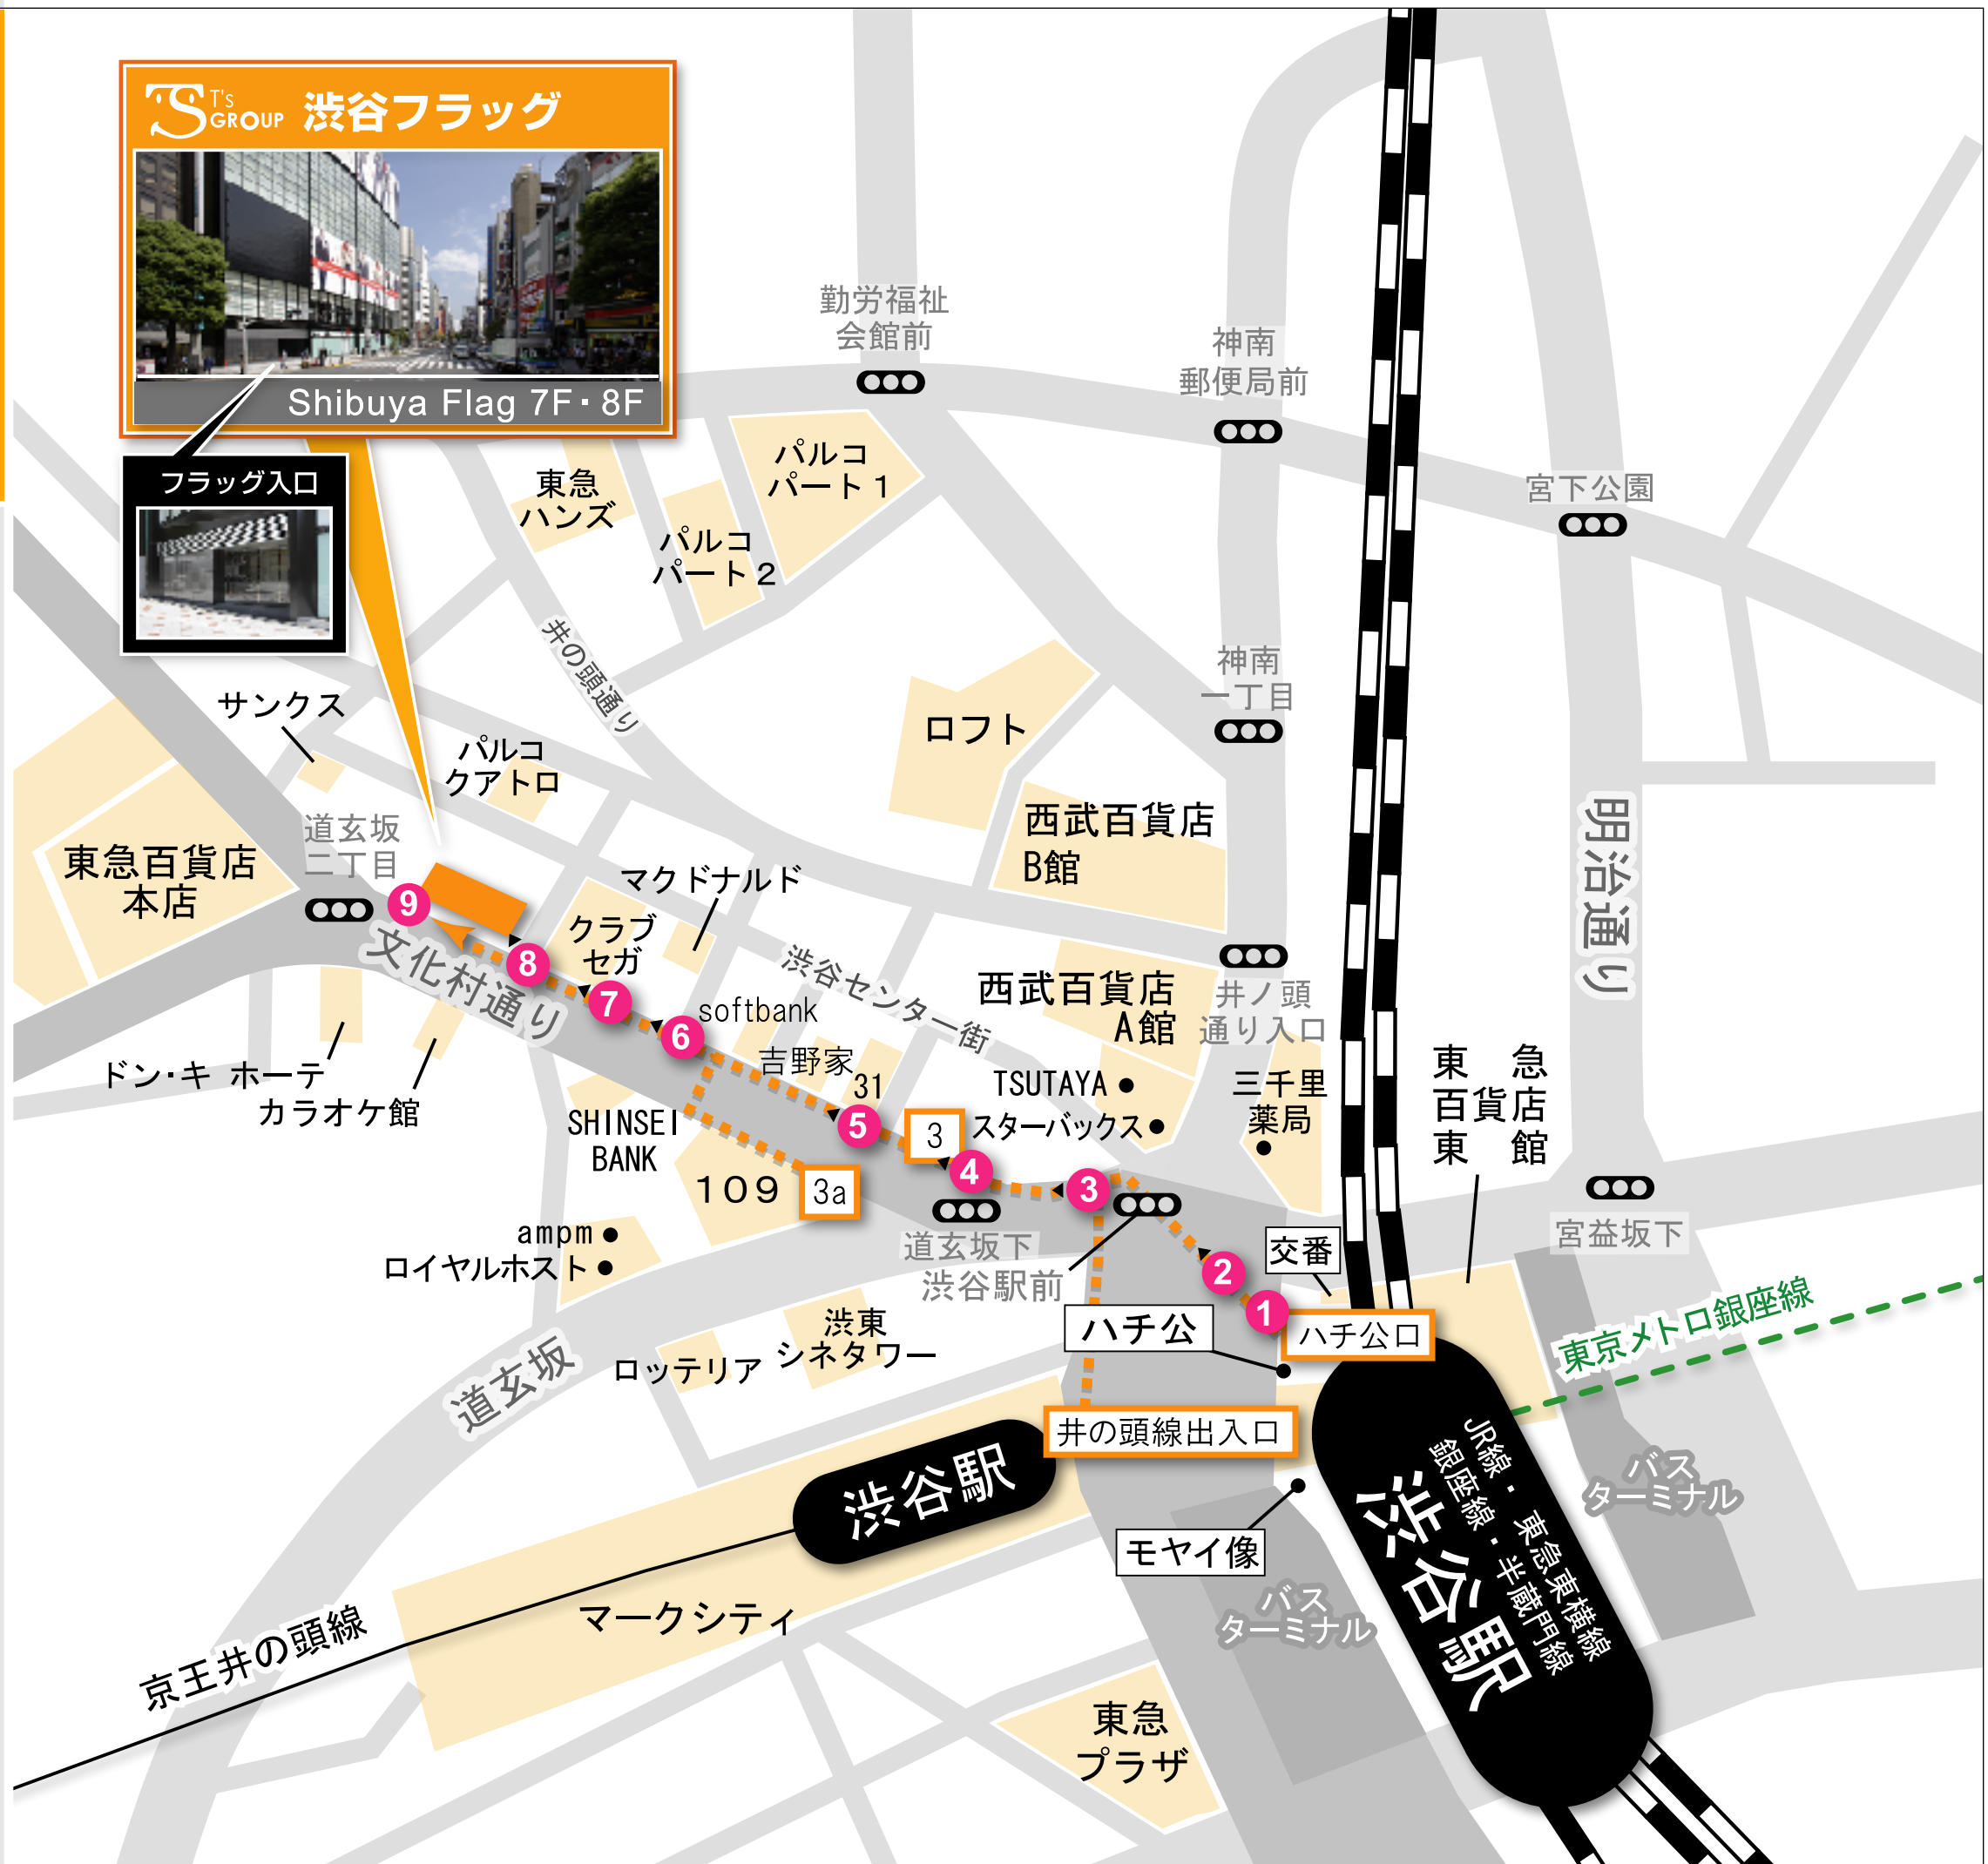 T's
GROUP
渋谷フラッグ
Shibuya Flag 7F・8F
フラッグ入口
勤労福祉
会館前
神南
郵便局前
宮下公園
東急
ハンズ
パルコ
パート1
パルコ
パート2
井の頭通り
神南
一丁目
サンクス
パルコ
クアトロ
ロフト
西武百貨店
B館
明治通り
道玄坂
二丁目
東急百貨店
本店
マクドナルド
9
8
クラブ
セガ
7
文化村通り
渋谷センター街
西武百貨店
A館
井ノ頭
通り入口
softbank
6
吉野家
31
5
ドン・キ ホーテ
カラオケ館
SHINSEI
BANK
TSUTAYA
スターバックス
三千里
薬局
東急
百貨店
東館
3
4
3
109
3a
道玄坂下
渋谷駅前
宮益坂下
ampm
ロイヤルホスト
2
1
交番
ハチ公
ハチ公口
東京メトロ銀座線
渋東
シネタワー
ロッテリア
道玄坂
井の頭線出入口
渋谷駅
JR線・東急東横線
銀座線・半蔵門線
渋谷駅
バス
ターミナル
モヤイ像
バス
ターミナル
マークシティ
京王井の頭線
東急
プラザ